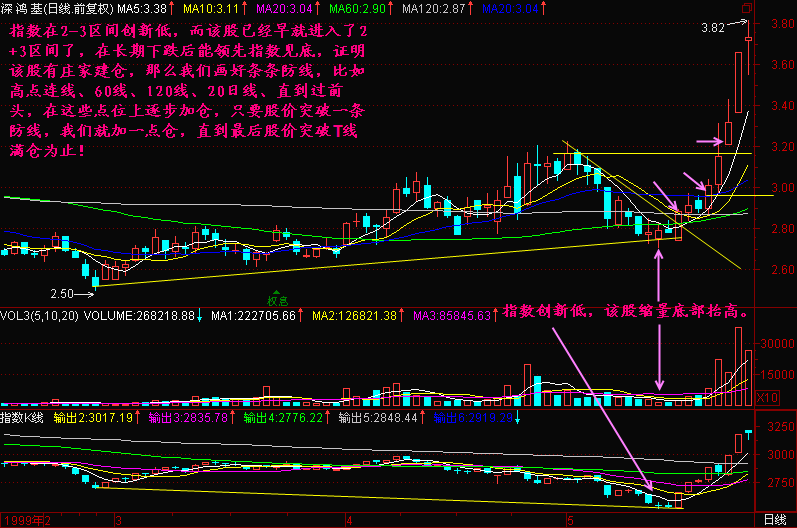 深鸿基(日线.前复权) MA5:3.38↑ MA10:3.11↑ MA20:3.04↑ MA60:2.90↑ MA120:2.87↑ MA20:3.04↑
指数在2-3区间创新低，而该股已经早就进入了2
+3区间了，在长期下跌后能领先指数见底，证明
该股有庄家建仓，那么我们画好条条防线，比如
高点连线、60线、120线、20日线、直到过前
头，在这些点位上逐步加仓，只要股价突破一条
防线，我们就加一点仓，直到最后股价突破T线
满仓为止！
3.82
3.80
3.60
3.40
3.20
3.00
2.80
2.60
2.50
权息
VOL3(5,10,20) VOLUME:268218.88↓ MA1:222705.66↑ MA2:126821.38↑ MA3:85845.63↑
指数创新低，该股缩量底部抬高。
30000
15000
X10
指数K线 输出2:3017.19↑ 输出3:2835.78↑ 输出4:2776.22↑ 输出5:2848.44↑ 输出6:2919.29↓
3250
3000
2750
1999年2 3 4 5 日线